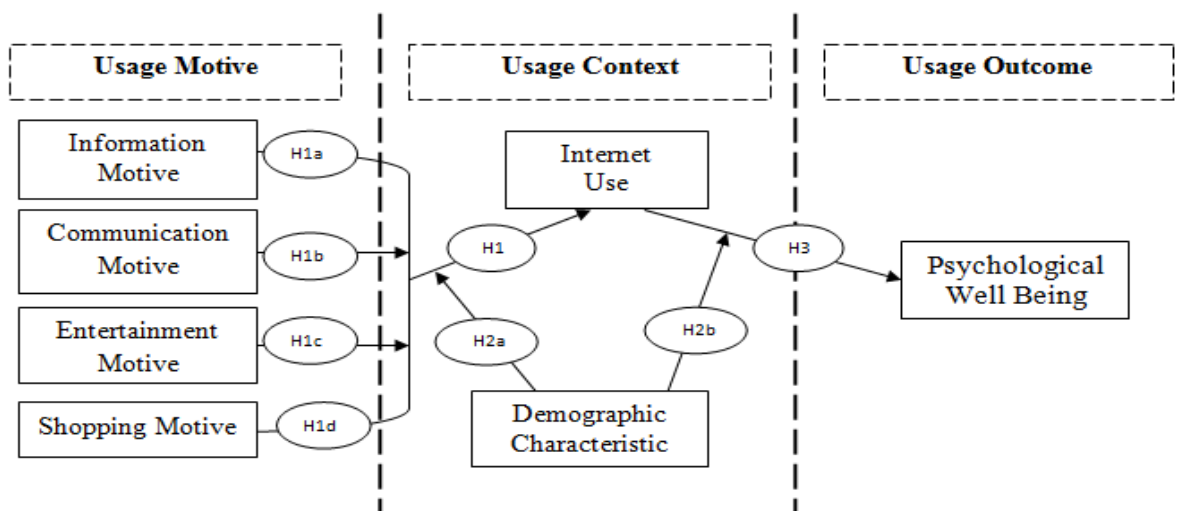 Usage Motive
Usage Context
Usage Outcome
Information
Motive
H1a
Communication
Motive
H1b
Entertainment
Motive
H1c
Shopping Motive
H1d
Internet
Use
H1
H2a
H2b
Demographic
Characteristic
H3
Psychological
Well Being